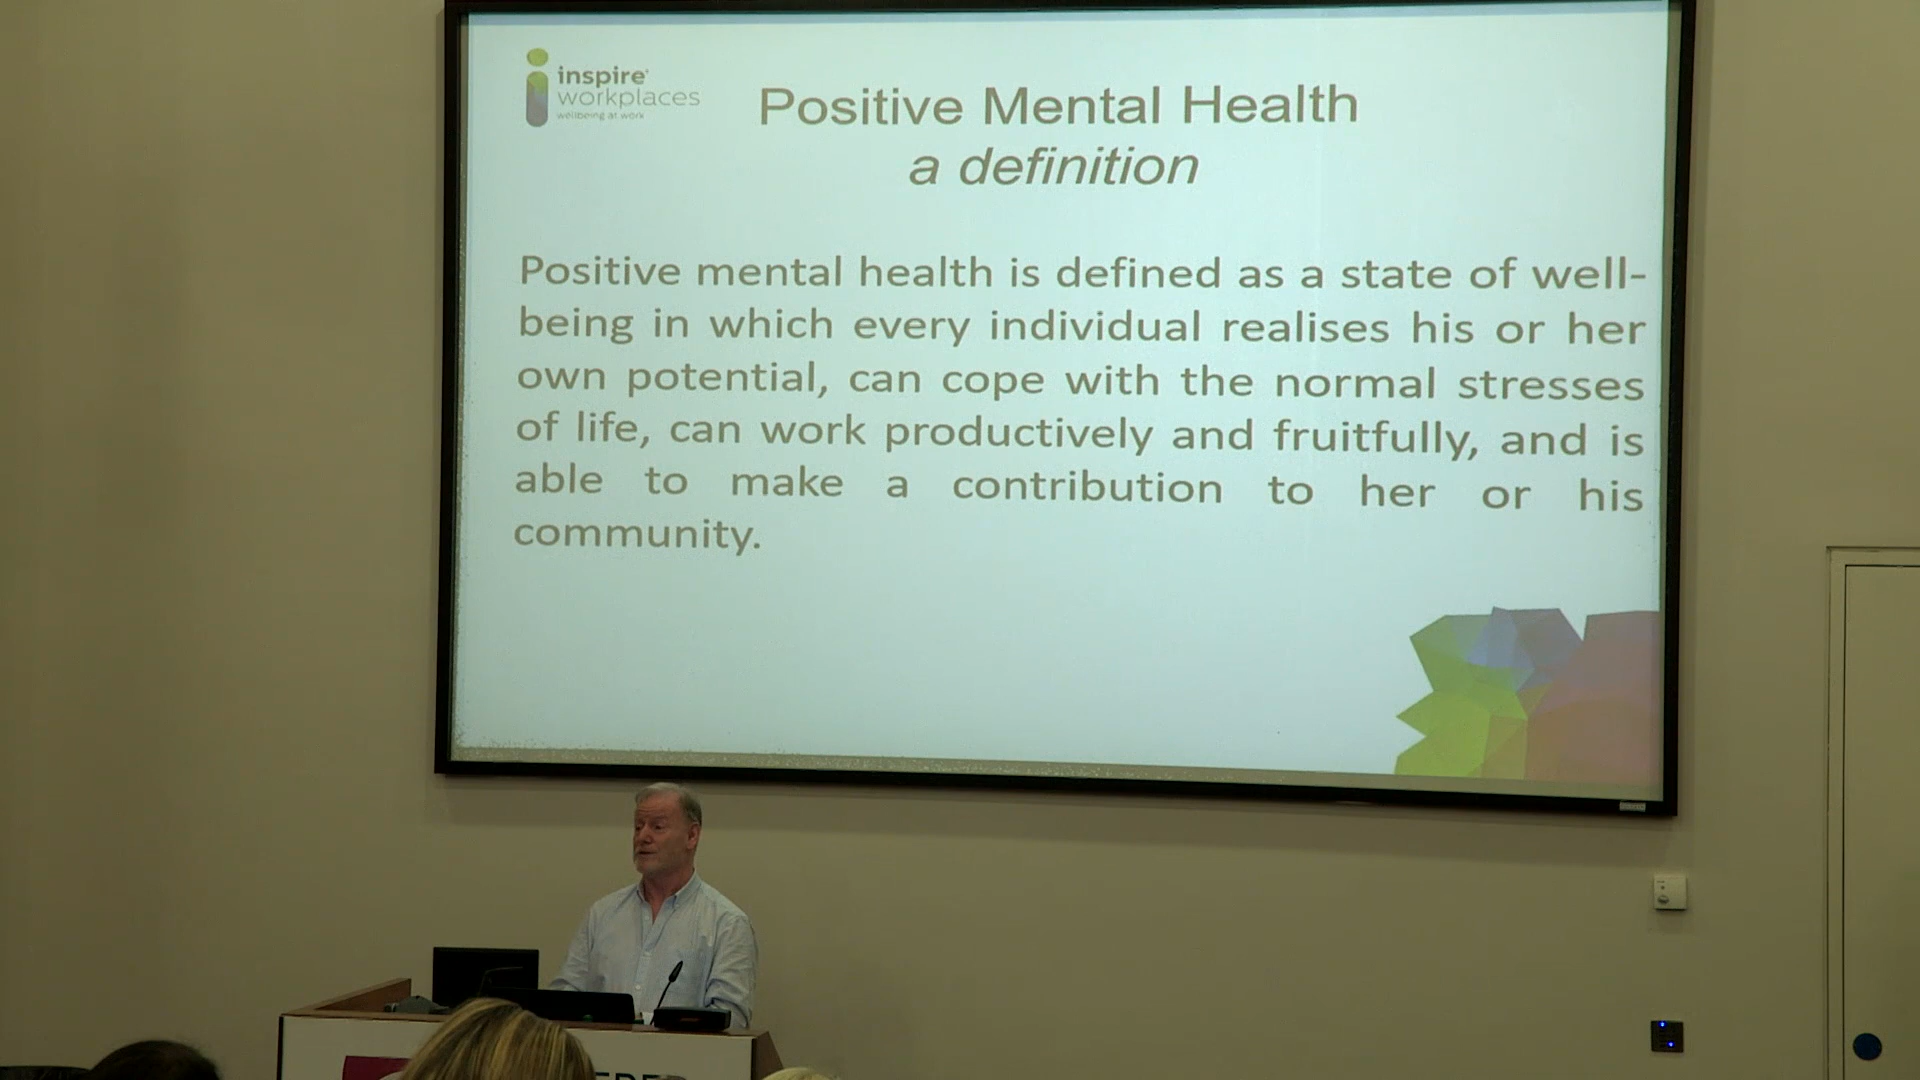 inspire
workplaces
wellbeing at work
Positive Mental Health
a definition
Positive mental health is defined as a state of well-
being in which every individual realises his or her
own potential, can cope with the normal stresses
of life, can work productively and fruitfully, and is
able to make a contribution to her or his
community.